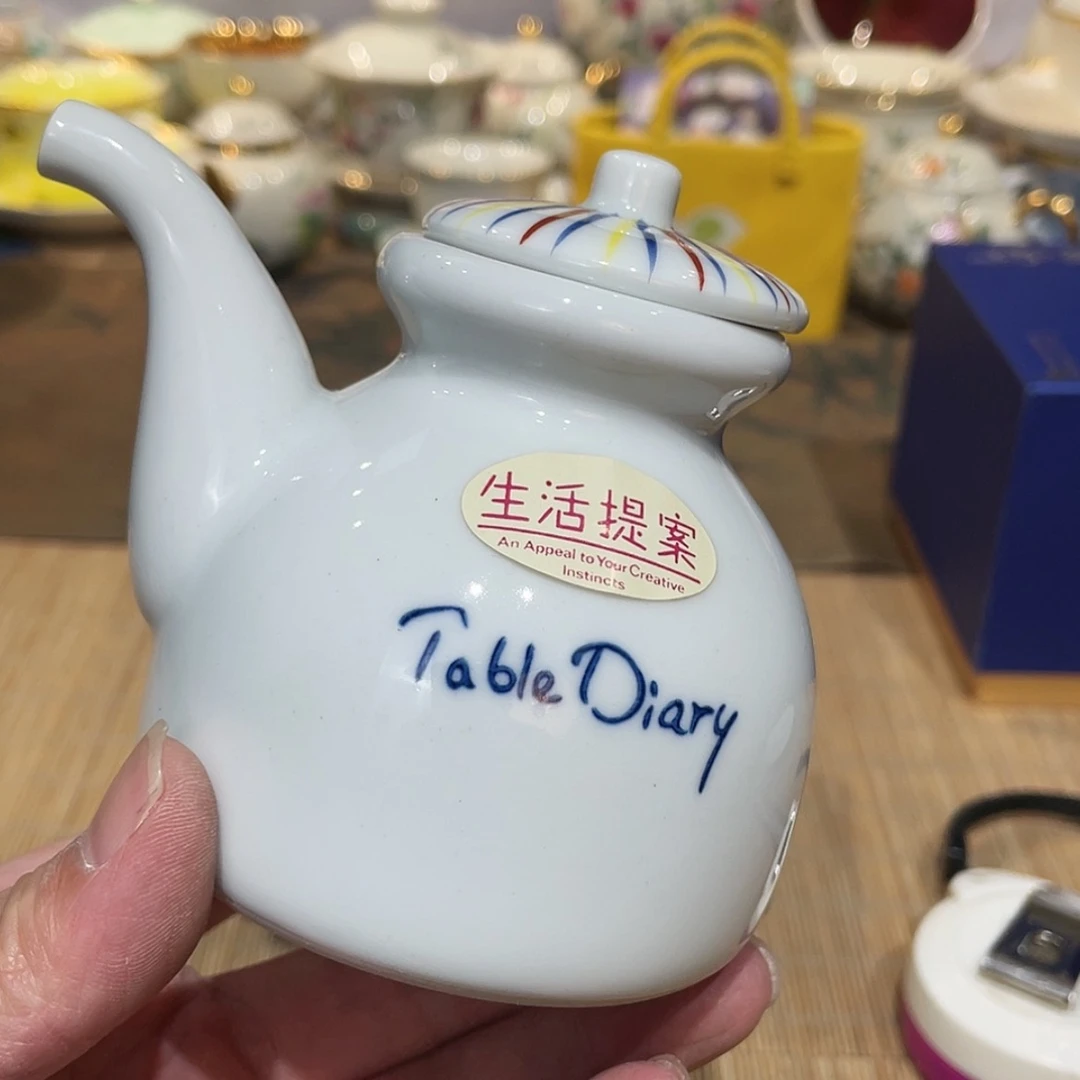 生活提案
An Appeal to Your Creative
Instincts
Table Diary